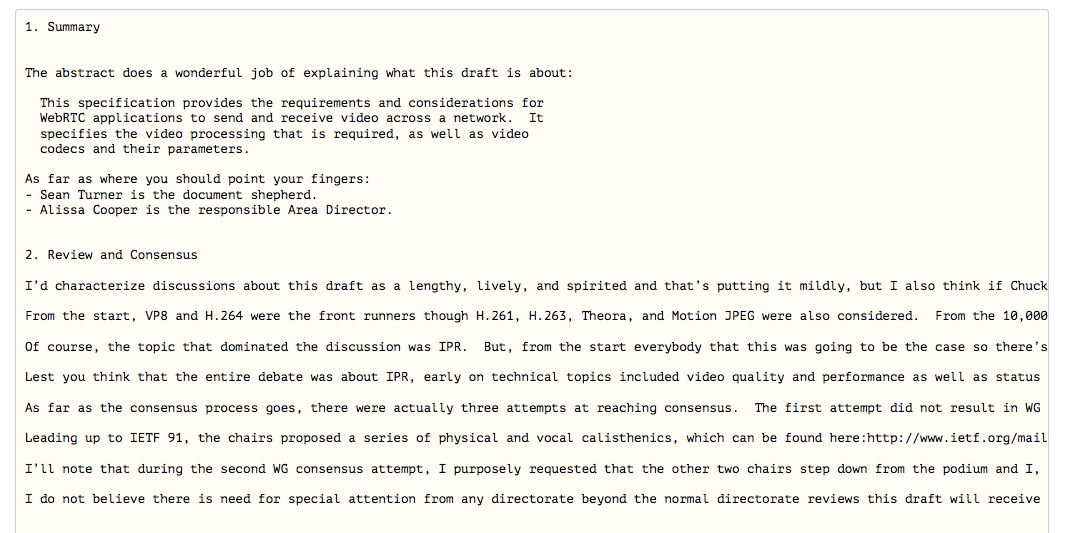 1. Summary
The abstract does a wonderful job of explaining what this draft is about:
This specification provides the requirements and considerations for
WebRTC applications to send and receive video across a network.  It
specifies the video processing that is required, as well as video
codecs and their parameters.
As far as where you should point your fingers:
- Sean Turner is the document shepherd.
- Alissa Cooper is the responsible Area Director.
2. Review and Consensus
I’d characterize discussions about this draft as a lengthy, lively, and spirited and that’s putting it mildly, but I also think if Chuck
From the start, VP8 and H.264 were the front runners though H.261, H.263, Theora, and Motion JPEG were also considered.  From the 10,000
Of course, the topic that dominated the discussion was IPR.  But, from the start everybody that this was going to be the case so there’s
Lest you think that the entire debate was about IPR, early on technical topics included video quality and performance as well as status
As far as the consensus process goes, there were actually three attempts at reaching consensus.  The first attempt did not result in WG
Leading up to IETF 91, the chairs proposed a series of physical and vocal calisthenics, which can be found here:http://www.ietf.org/mail
I’ll note that during the second WG consensus attempt, I purposely requested that the other two chairs step down from the podium and I,
I do not believe there is need for special attention from any directorate beyond the normal directorate reviews this draft will receive